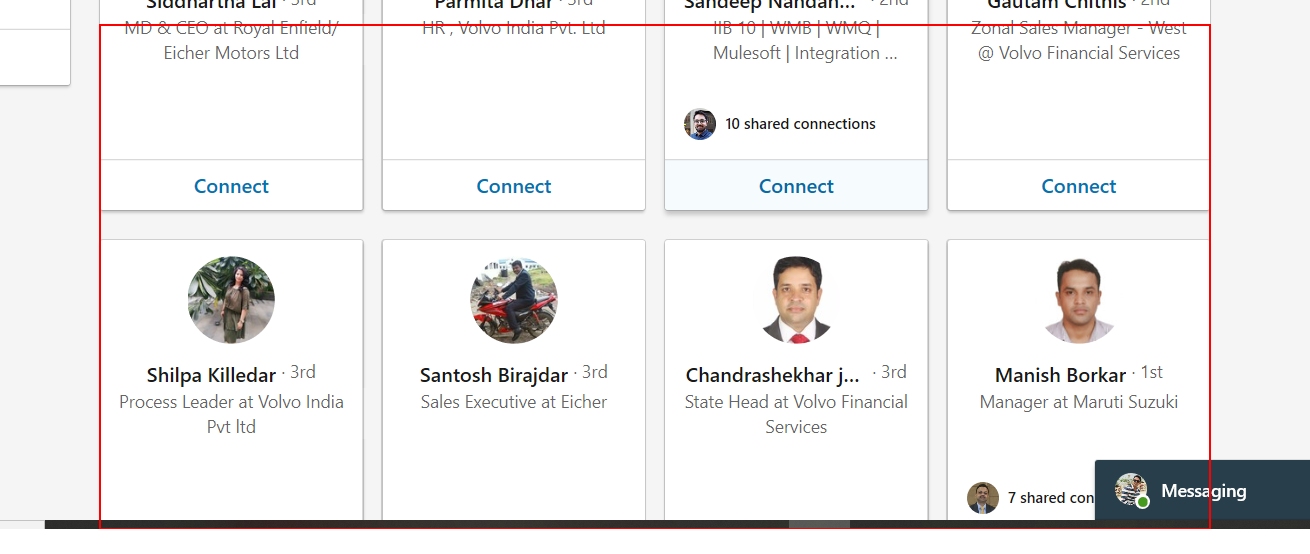 Siddhartha Lal · 3rd
MD & CEO at Royal Enfield/
Eicher Motors Ltd
Connect
Parmita Dhar · 3rd
HR , Volvo India Pvt. Ltd
Connect
Sandeep Nandan... · 2nd
IIB 10 | WMB | WMQ |
Mulesoft | Integration ...
10 shared connections
Connect
Gautam Chithis · 2nd
Zonal Sales Manager - West
@ Volvo Financial Services
Connect
Shilpa Killedar · 3rd
Process Leader at Volvo India
Pvt ltd
Santosh Birajdar · 3rd
Sales Executive at Eicher
Chandrashekhar j... · 3rd
State Head at Volvo Financial
Services
Manish Borkar · 1st
Manager at Maruti Suzuki
7 shared con
Messaging